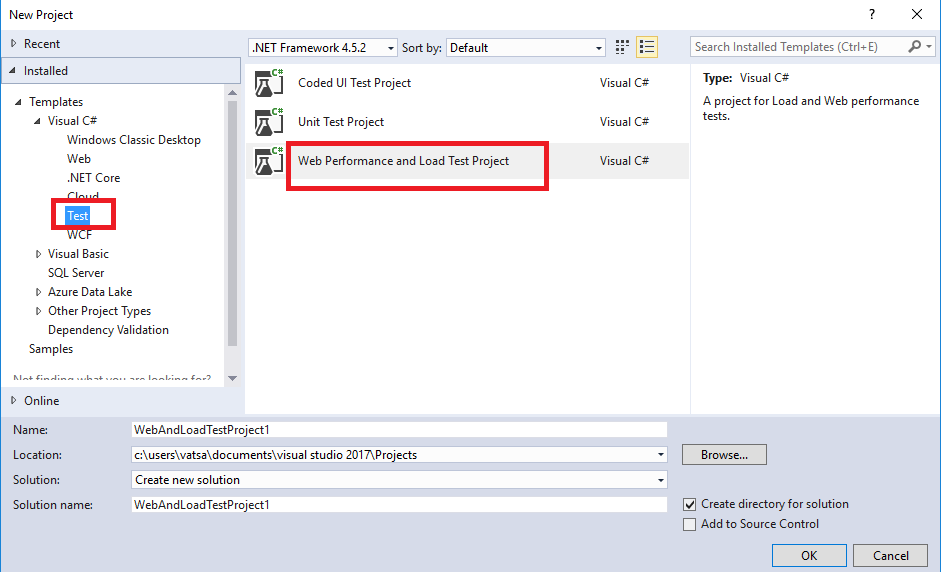 New Project
?
Recent
Installed
Templates
Visual C#
Windows Classic Desktop
Web
.NET Core
Cloud
Test
WCF
Visual Basic
SQL Server
Azure Data Lake
Other Project Types
Dependency Validation
Samples
Not finding what you are looking for?
Online
.NET Framework 4.5.2
Sort by: Default
C# Coded UI Test Project Visual C#
C# Unit Test Project Visual C#
C# Web Performance and Load Test Project Visual C#
Search Installed Templates (Ctrl+E)
Type: Visual C#
A project for Load and Web performance
tests.
Name: WebAndLoadTestProject1
Location: c:\users\vatsa\documents\visual studio 2017\Projects
Browse...
Solution: Create new solution
Solution name: WebAndLoadTestProject1
Create directory for solution
Add to Source Control
OK
Cancel